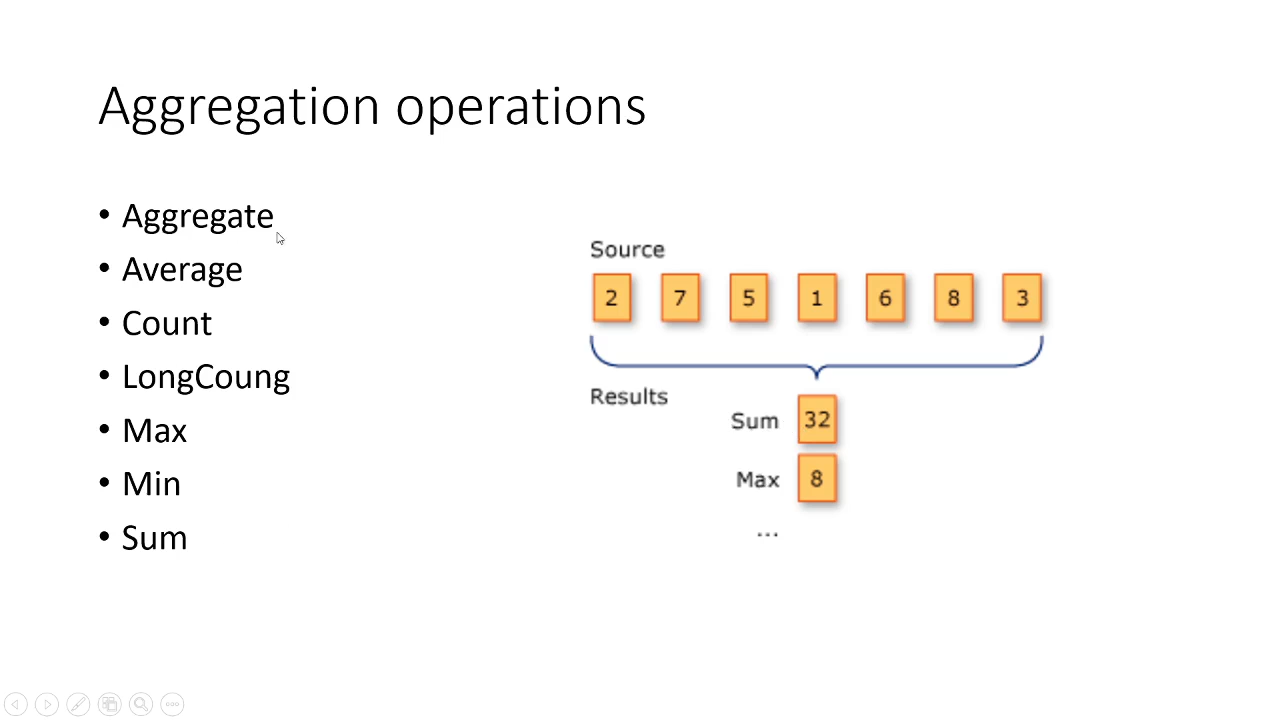 Aggregation operations
• Aggregate
• Average
• Count
• LongCoung
• Max
• Min
• Sum
Source
2 7 5 1 6 8 3
Results
Sum 32
Max 8
...